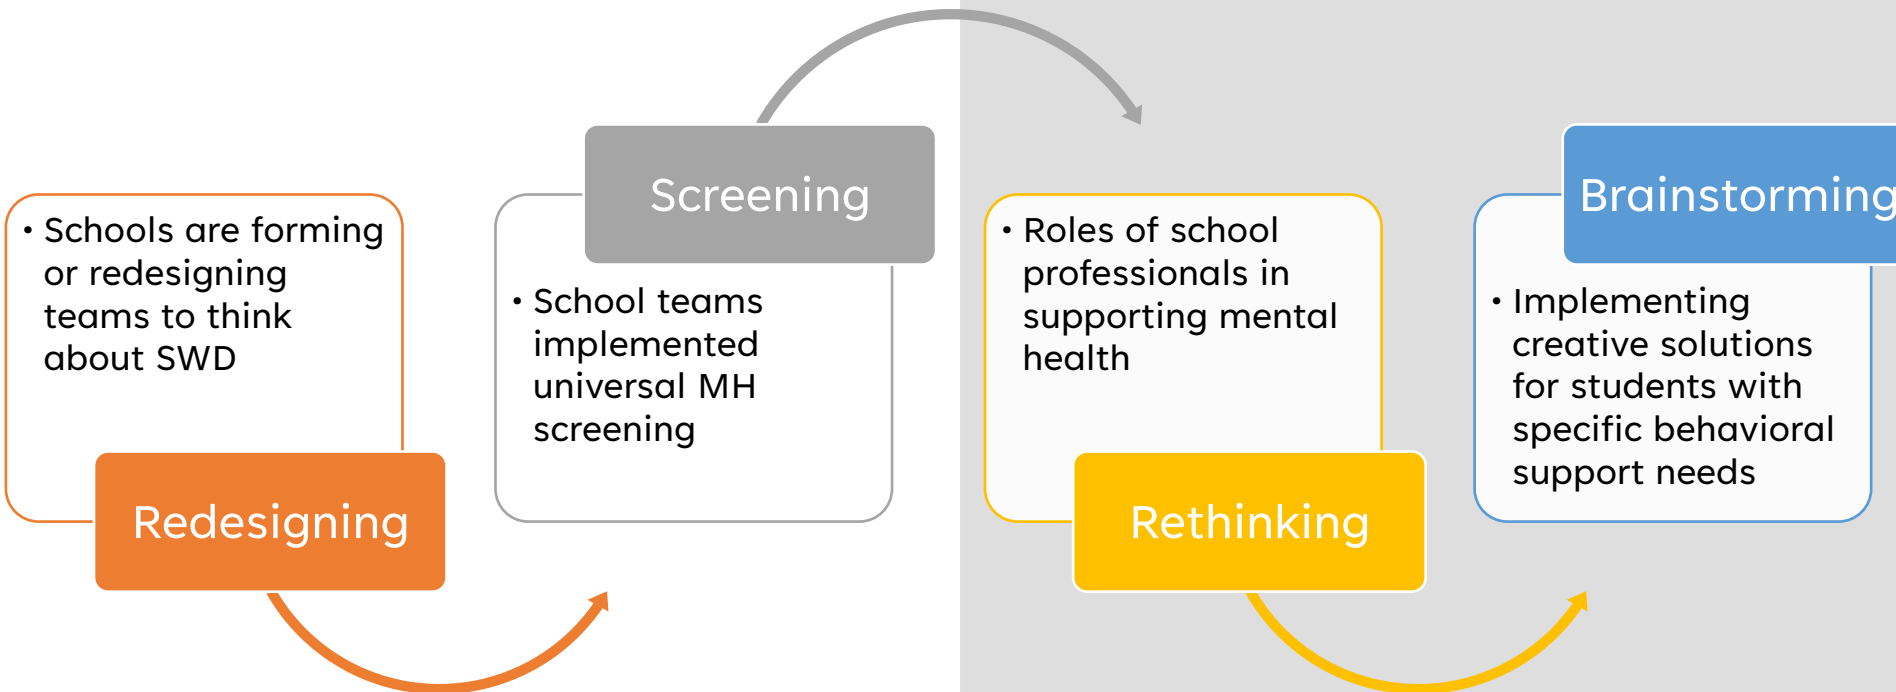 • Schools are forming
or redesigning
teams to think
about SWD
Redesigning
Screening
• School teams
implemented
universal MH
screening
• Roles of school
professionals in
supporting mental
health
Rethinking
Brainstorming
• Implementing
creative solutions
for students with
specific behavioral
support needs